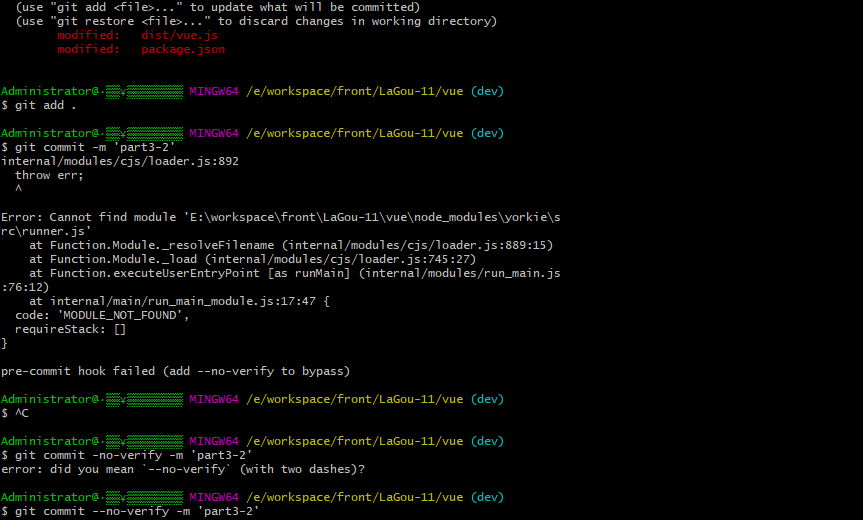 (use "git add <file>..." to update what will be committed)
(use "git restore <file>..." to discard changes in working directory)
modified: dist/vue.js
modified: package.json
Administrator@ MINGW64 /e/workspace/front/LaGou-11/vue (dev)
$ git add .
Administrator@ MINGW64 /e/workspace/front/LaGou-11/vue (dev)
$ git commit -m 'part3-2'
internal/modules/cjs/loader.js:892
throw err;
^
Error: Cannot find module 'E:\workspace\front\LaGou-11\vue\node_modules\yorkie\s
rc\runner.js'
at Function.Module._resolveFilename (internal/modules/cjs/loader.js:889:15)
at Function.Module._load (internal/modules/cjs/loader.js:745:27)
at Function.executeUserEntryPoint [as runMain] (internal/modules/run_main.js
:76:12)
at internal/main/run_main_module.js:17:47 {
code: 'MODULE_NOT_FOUND',
requireStack: []
}
pre-commit hook failed (add --no-verify to bypass)
Administrator@ MINGW64 /e/workspace/front/LaGou-11/vue (dev)
$ ^C
Administrator@ MINGW64 /e/workspace/front/LaGou-11/vue (dev)
$ git commit -no-verify -m 'part3-2'
error: did you mean `--no-verify` (with two dashes)?
Administrator@ MINGW64 /e/workspace/front/LaGou-11/vue (dev)
$ git commit --no-verify -m 'part3-2'